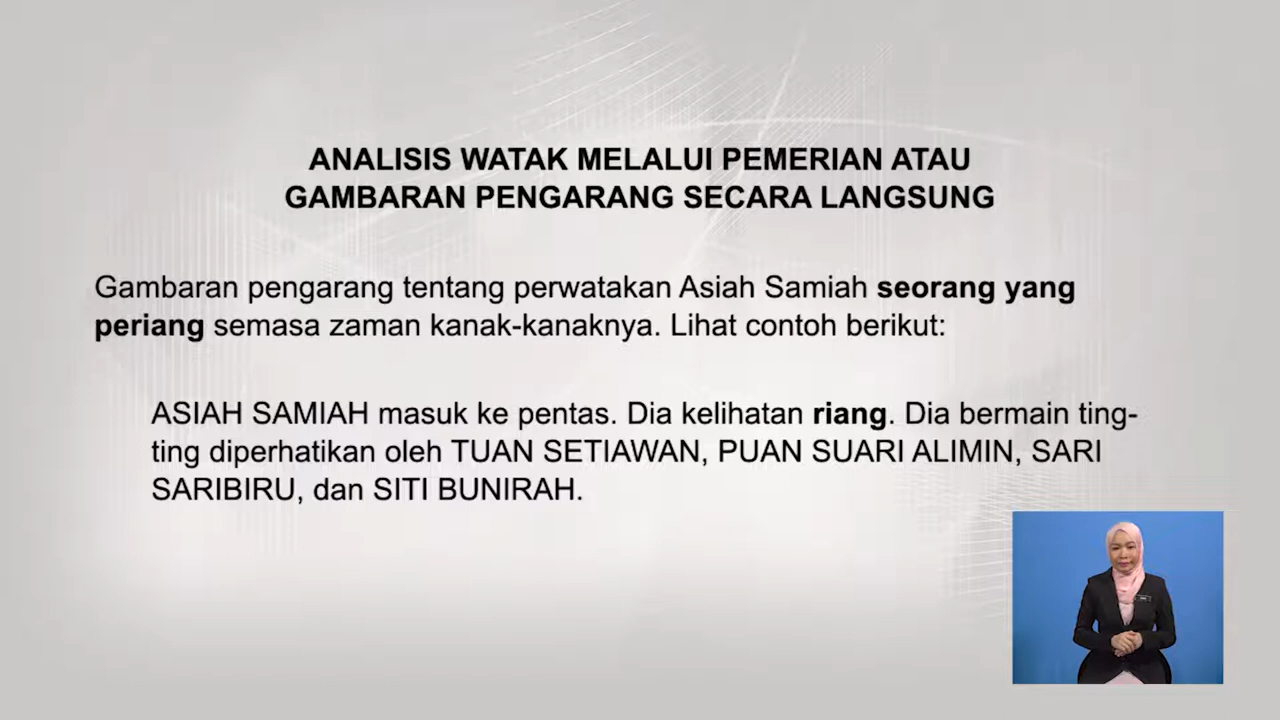 ANALISIS WATAK MELALUI PEMERIAN ATAU
GAMBARAN PENGARANG SECARA LANGSUNG
Gambaran pengarang tentang perwatakan Asiah Samiah seorang yang
periang semasa zaman kanak-kanaknya. Lihat contoh berikut:
ASIAH SAMIAH masuk ke pentas. Dia kelihatan riang. Dia bermain ting-
ting diperhatikan oleh TUAN SETIAWAN, PUAN SUARI ALIMIN, SARI
SARIBIRU, dan SITI BUNIRAH.